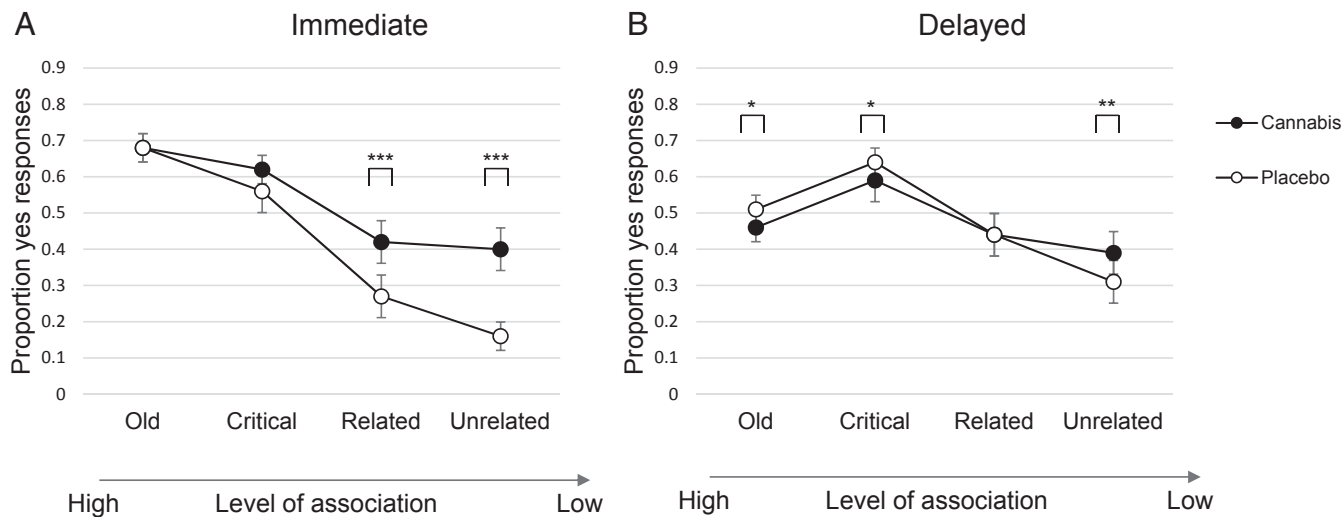 A
Immediate
Proportion yes responses
0.9
0.8
0.7
0.6
0.5
0.4
0.3
0.2
0.1
0
***
***
Old
Critical
Related
Unrelated
High
Level of association
Low
B
Delayed
Proportion yes responses
0.9
0.8
0.7
0.6
0.5
0.4
0.3
0.2
0.1
0
*
*
**
Old
Critical
Related
Unrelated
High
Level of association
Low
Cannabis
Placebo